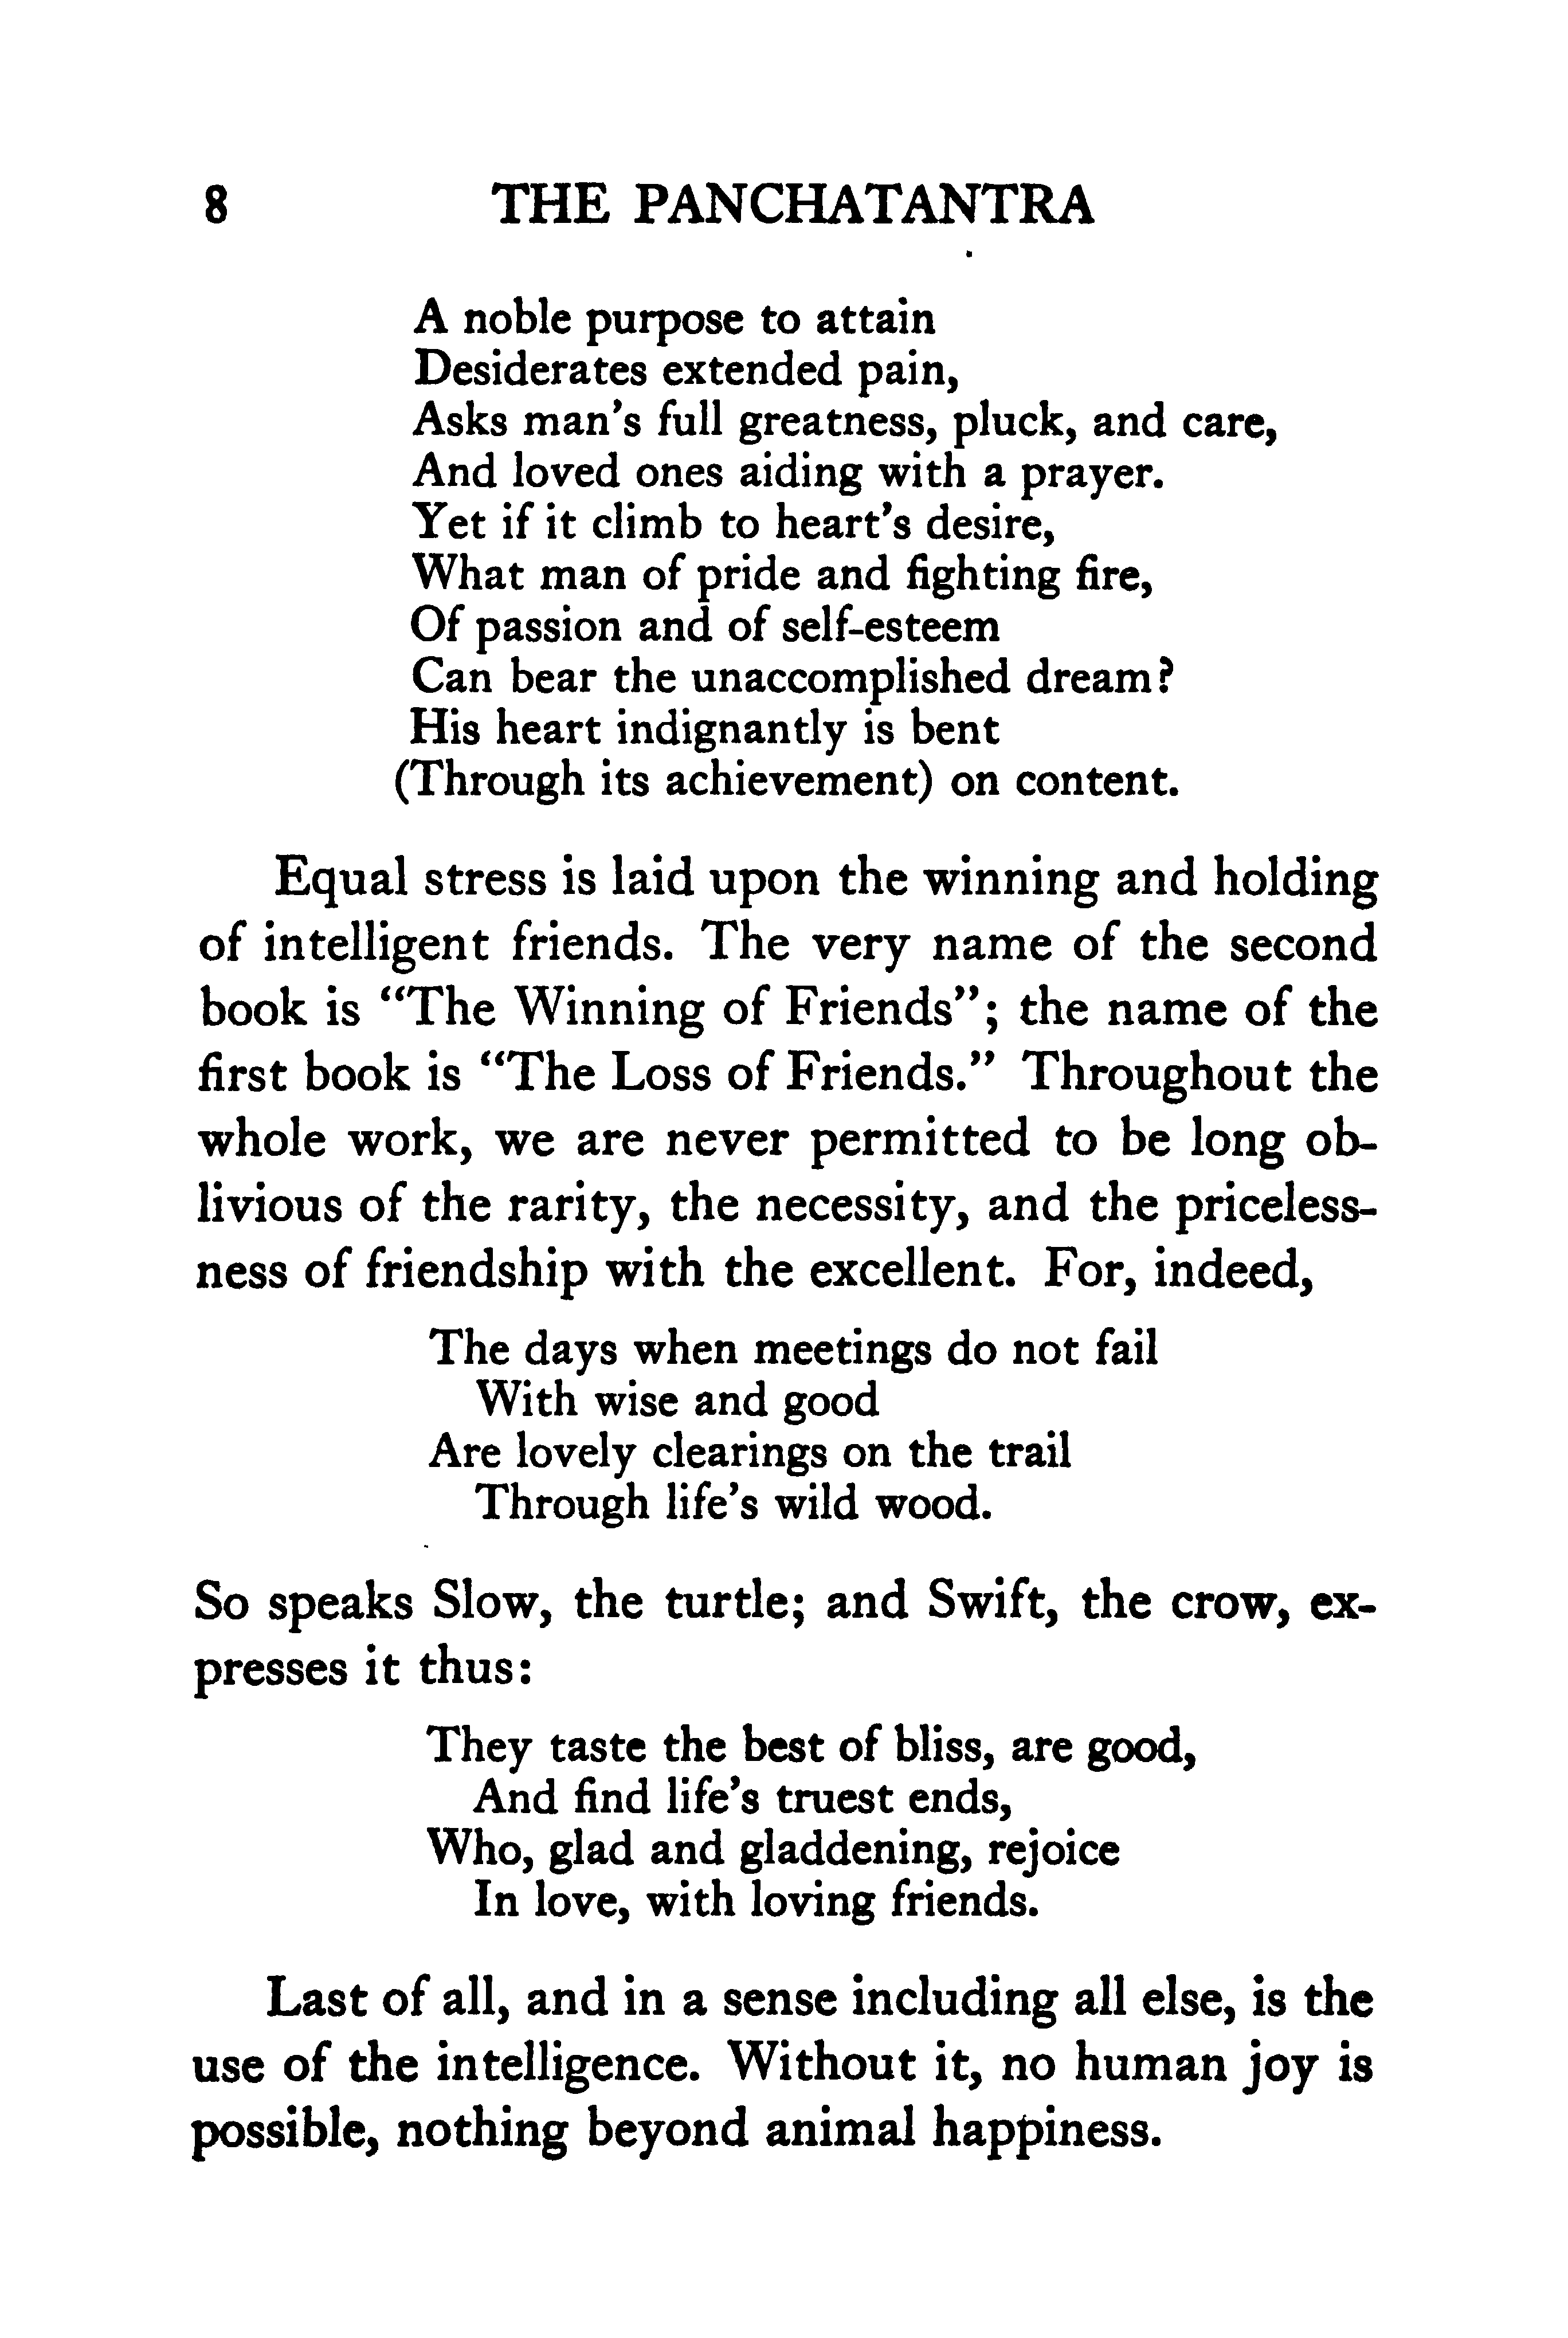 8 THE PANCHATANTRA
A noble purpose to attain
Desiderates extended pain,
Asks man's full greatness, pluck, and care,
And loved ones aiding with a prayer.
Yet if it climb to heart's desire,
What man of pride and fighting fire,
Of passion and of self-esteem
Can bear the unaccomplished dream?
His heart indignantly is bent
(Through its achievement) on content.
Equal stress is laid upon the winning and holding
of intelligent friends. The very name of the second
book is “The Winning of Friends”; the name of the
first book is “The Loss of Friends.” Throughout the
whole work, we are never permitted to be long ob-
livious of the rarity, the necessity, and the priceless-
ness of friendship with the excellent. For, indeed,
The days when meetings do not fail
With wise and good
Are lovely clearings on the trail
Through life's wild wood.
So speaks Slow, the turtle; and Swift, the crow, ex-
presses it thus:
They taste the best of bliss, are good,
And find life's truest ends,
Who, glad and gladdening, rejoice
In love, with loving friends.
Last of all, and in a sense including all else, is the
use of the intelligence. Without it, no human joy is
possible, nothing beyond animal happiness.